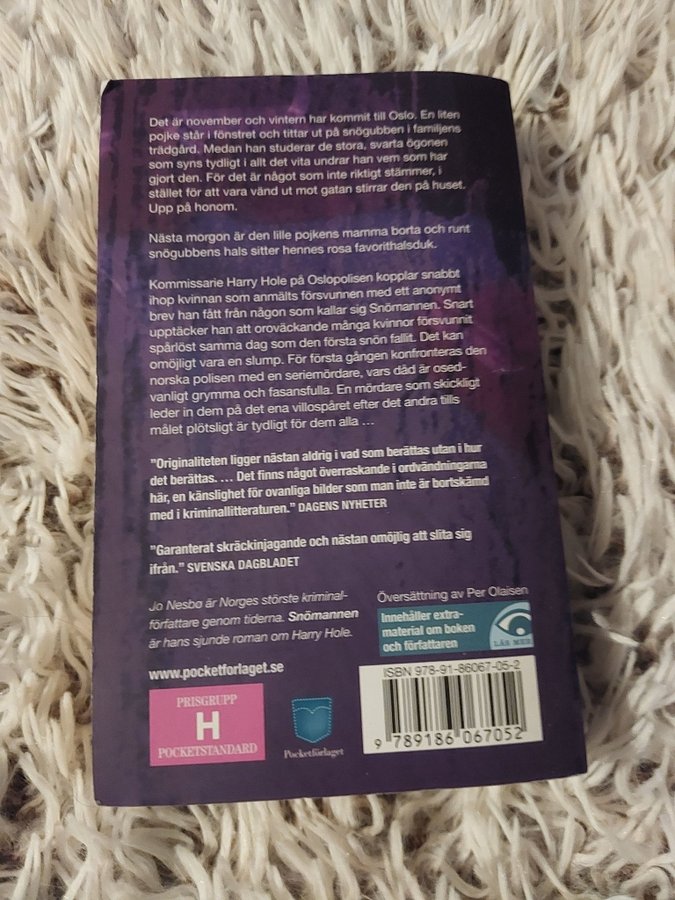 Det är november och vintern har kommit till Oslo. En liten
pojke står i fönstret och tittar ut på snögubben i familjens
trädgård. Medan han studerar de stora, svarta ögonen
som syns tydligt i allt det vita undrar han vem som har
gjort den. För det är något som inte riktigt stämmer, i
stället för att vara vänd ut mot gatan stirrar den på huset.
Upp på honom.
Nästa morgon är den lille pojkens mamma borta och runt
snögubbens hals sitter hennes rosa favorithalsduk.
Kommissarie Harry Hole på Oslopolisen kopplar snabbt
ihop kvinnan som anmälts försvunnen med ett anonymt
brev han fått från någon som kallar sig Snömannen. Snart
upptäcker han att oroväckande många kvinnor försvunnit
spårlöst samma dag som den första snön fallit. Det kan
omöjligt vara en slump. För första gången konfronteras den
norska polisen med en seriemördare, vars dåd är osed-
vanligt grymma och fasansfulla. En mördare som skickligt
leder in dem på det ena villospåret efter det andra tills
målet plötsligt är tydligt för dem alla ...
"Originaliteten ligger nästan aldrig i vad som berättas utan i hur
det berättas. ... Det finns något överraskande i ordvändningarna
här, en känslighet för ovanliga bilder som man inte är bortskämd
med i kriminallitteraturen." DAGENS NYHETER
"Garanterat skräckinjagande och nästan omöjlig att slita sig
ifrån." SVENSKA DAGBLADET
Jo Nesbø är Norges störste kriminal-
författare genom tiderna. Snömannen
är hans sjunde roman om Harry Hole.
www.pocketforlaget.se
Översättning av Per Olaisen
Innehåller extra-
material om boken
och författaren
LÄS MER
ISBN 978-91-86067-05-2
9 789186 067052
PRISGRUPP
H
POCKETSTANDARD
Pocketförlaget